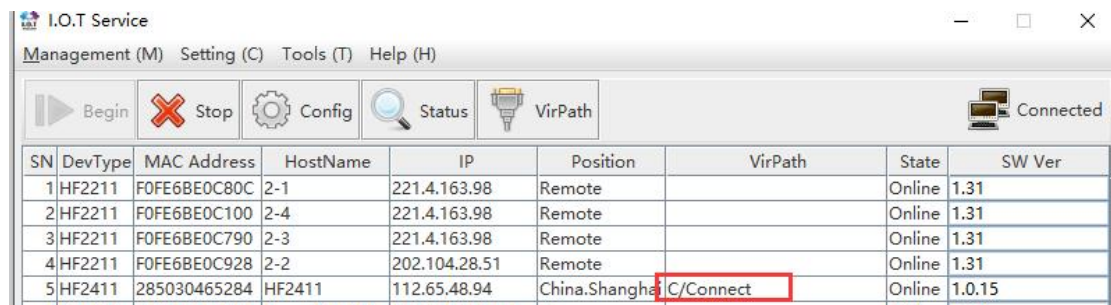 I.O.T Service
Management (M) Setting (C) Tools (T) Help (H)
Begin Stop Config Status VirPath Connected
SN DevType MAC Address HostName IP Position VirPath State SW Ver
1 HF2211 F0FE6BE0C80C 2-1 221.4.163.98 Remote Online 1.31
2 HF2211 F0FE6BE0C100 2-4 221.4.163.98 Remote Online 1.31
3 HF2211 F0FE6BE0C790 2-3 221.4.163.98 Remote Online 1.31
4 HF2211 F0FE6BE0C928 2-2 202.104.28.51 Remote Online 1.31
5 HF2411 285030465284 HF2411 112.65.48.94 China.Shanghai C/Connect Online 1.0.15